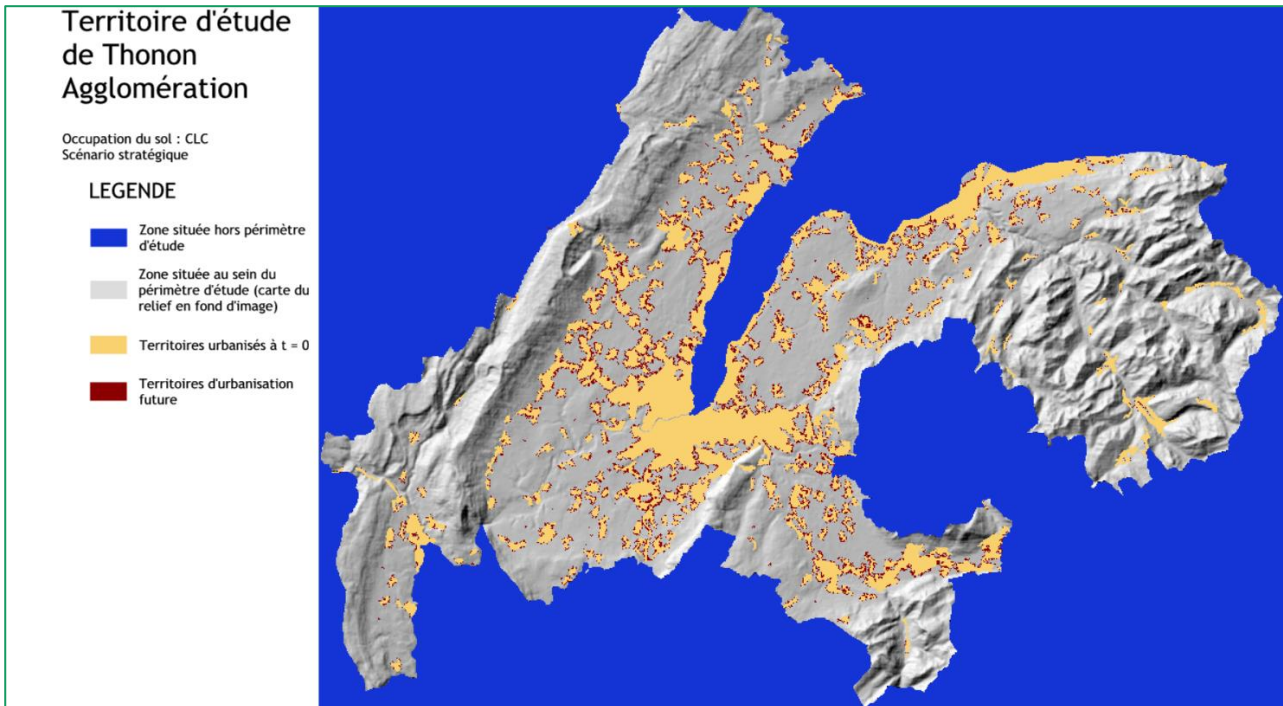 Territoire d'étude
de Thonon
Agglomération
Occupation du sol : CLC
Scénario stratégique
LEGENDE
Zone située hors périmètre
d'étude
Zone située au sein du
périmètre d'étude (carte du
relief en fond d'image)
Territoires urbanisés à t = 0
Territoires d'urbanisation
future